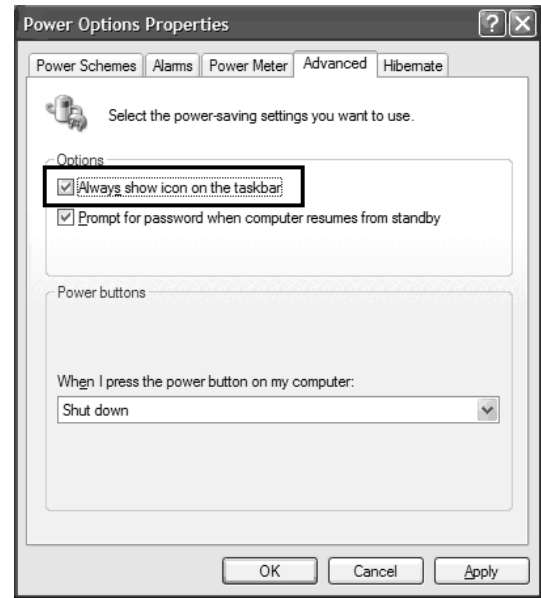 Power Options Properties
Power Schemes Alarms Power Meter Advanced Hibernate
Select the power-saving settings you want to use.
Options
Always show icon on the taskbar
Prompt for password when computer resumes from standby
Power buttons
When I press the power button on my computer:
Shut down
OK Cancel Apply